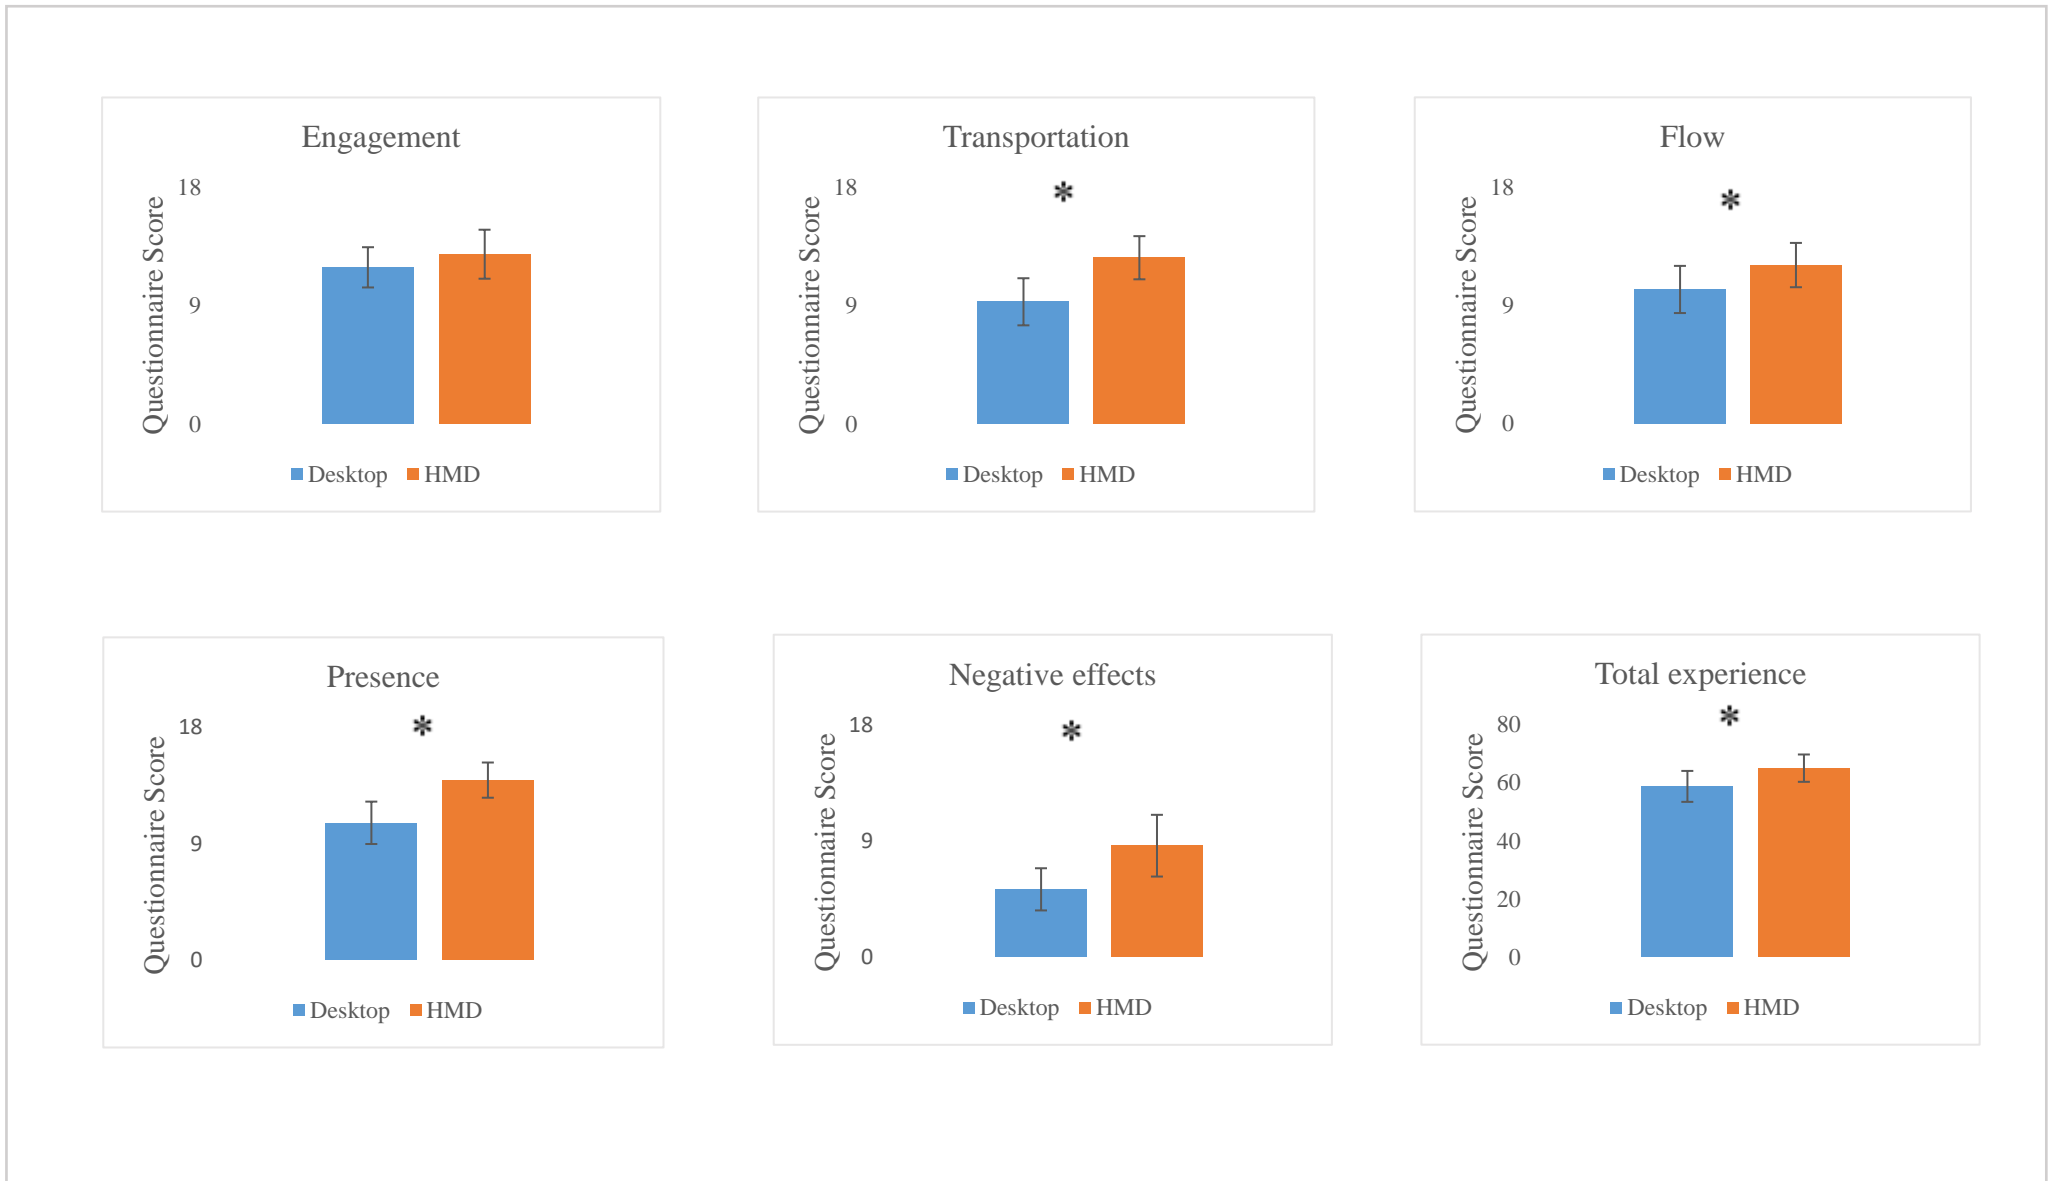 Engagement
Questionnaire Score
18
9
0
Desktop HMD
Transportation
*
Questionnaire Score
18
9
0
Desktop HMD
Flow
*
Questionnaire Score
18
9
0
Desktop HMD
Presence
*
Questionnaire Score
18
9
0
Desktop HMD
Negative effects
*
Questionnaire Score
18
9
0
Desktop HMD
Total experience
*
Questionnaire Score
80
60
40
20
0
Desktop HMD